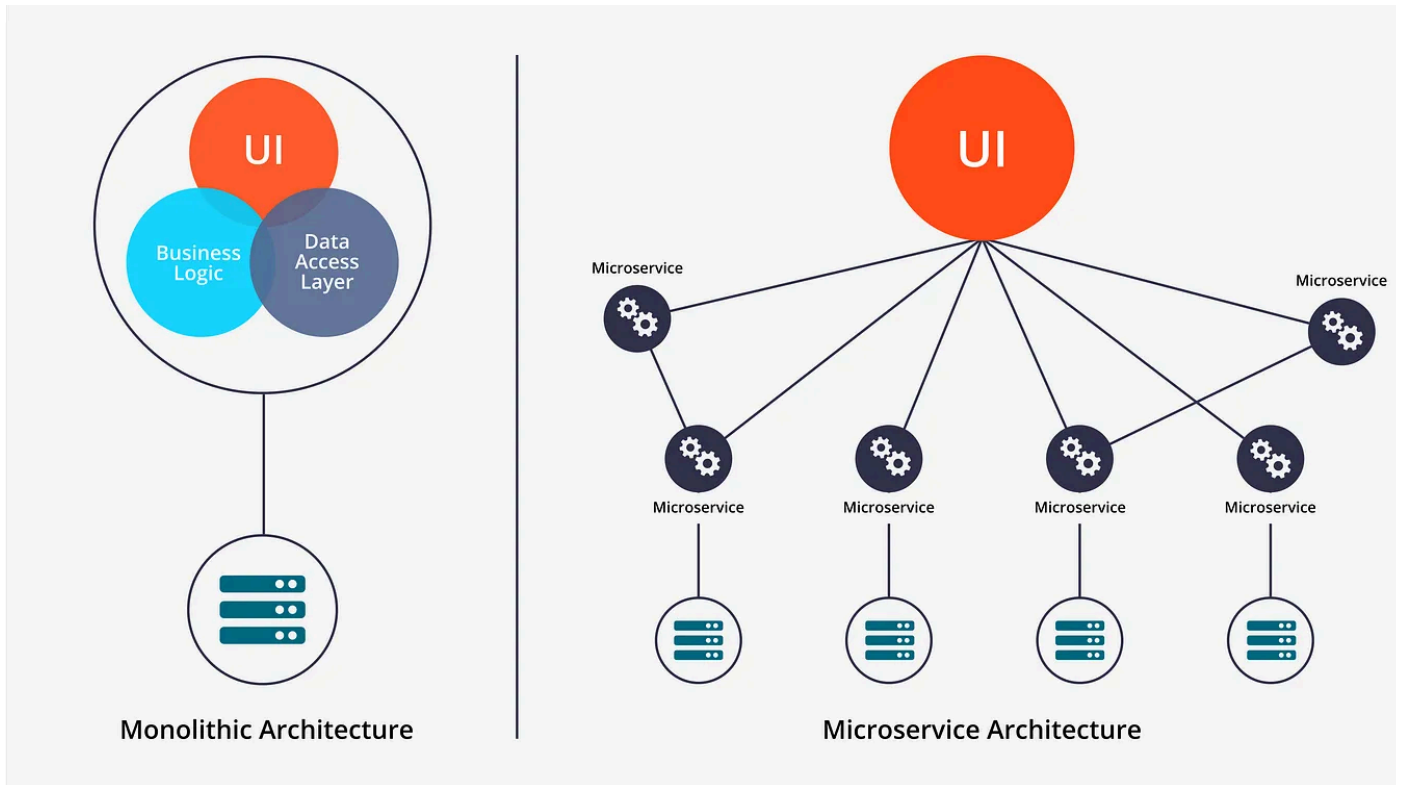 UI
Business
Logic
Data
Access
Layer
Monolithic Architecture
UI
Microservice
Microservice
Microservice
Microservice
Microservice
Microservice
Microservice Architecture